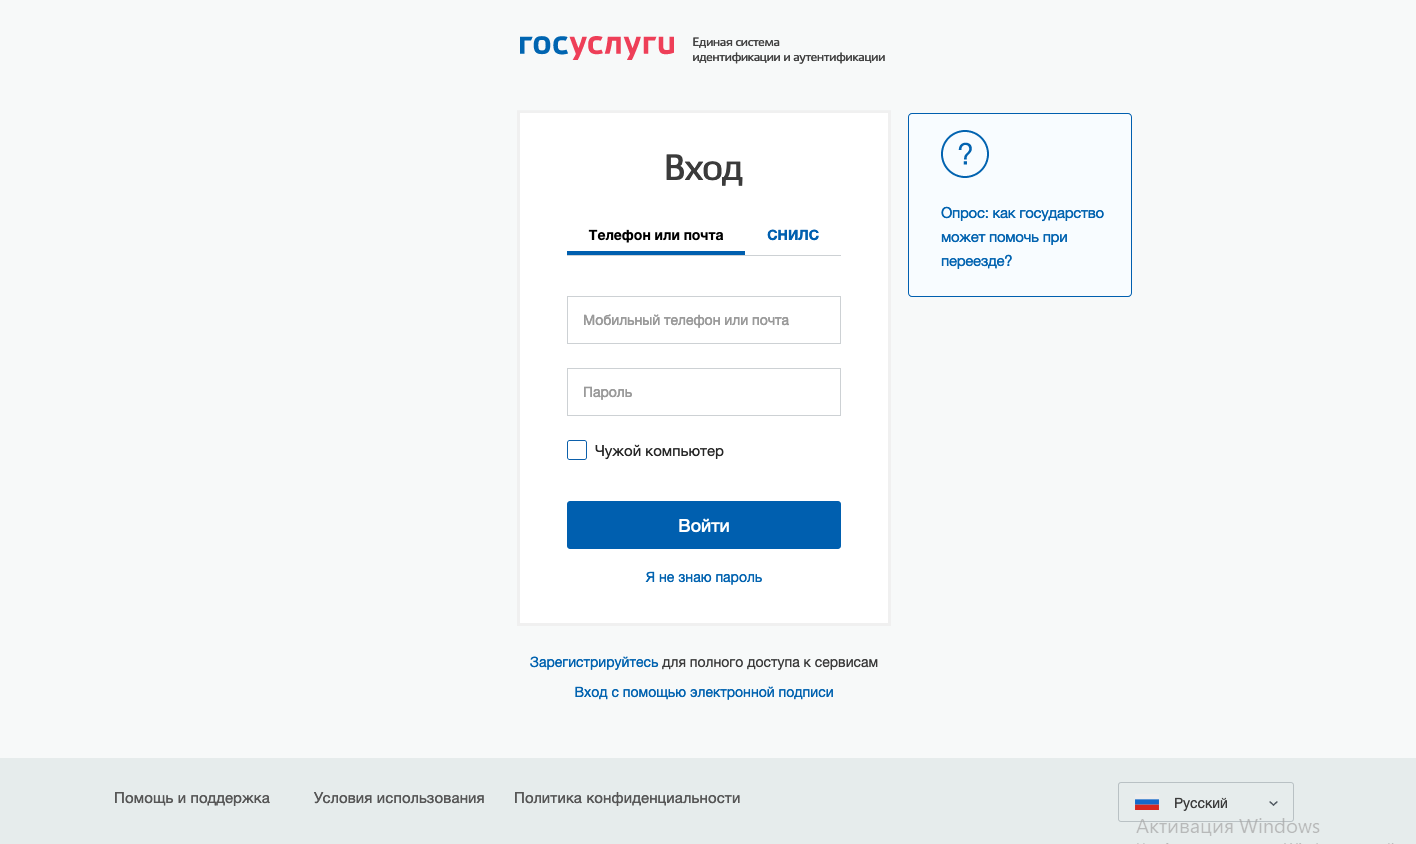 госуслуги
Единая система
идентификации и аутентификации
Вход
Телефон или почта СНИЛС
Мобильный телефон или почта
Пароль
Чужой компьютер
Войти
Я не знаю пароль
Зарегистрируйтесь для полного доступа к сервисам
Вход с помощью электронной подписи
?
Опрос: как государство
может помочь при
переезде?
Помощь и поддержка Условия использования Политика конфиденциальности
Русский
Активация Windows